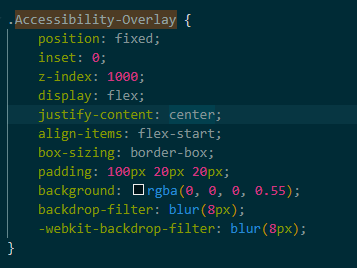 .Accessibility-Overlay {
position: fixed;
inset: 0;
z-index: 1000;
display: flex;
justify-content: center;
align-items: flex-start;
box-sizing: border-box;
padding: 100px 20px 20px;
background: rgba(0, 0, 0, 0.55);
backdrop-filter: blur(8px);
-webkit-backdrop-filter: blur(8px);
}